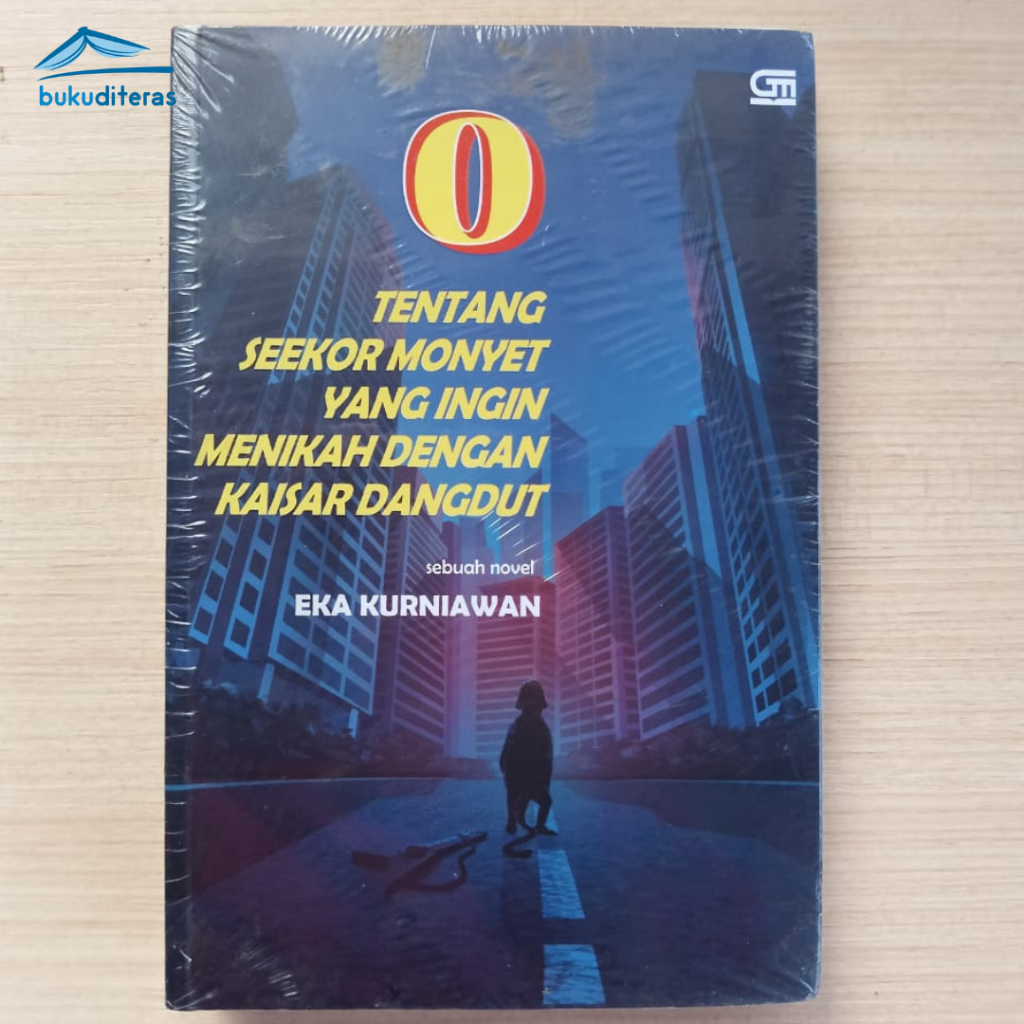 bukuditeras
GM
O
TENTANG
SEEKOR MONYET
YANG INGIN
MENIKAH DENGAN
KAISAR DANGDUT
sebuah novel
EKA KURNIAWAN